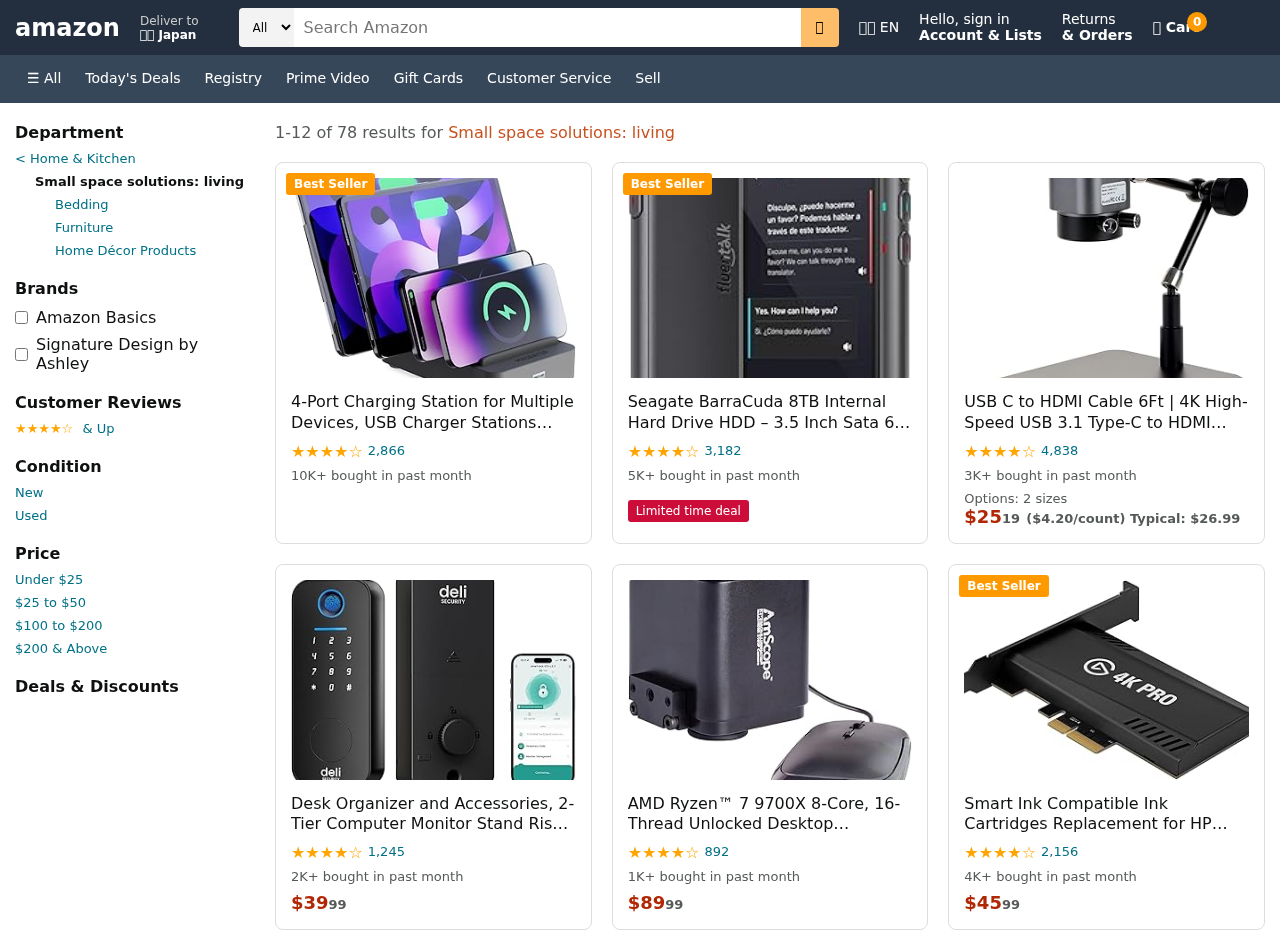 amazon
Deliver to
Japan
All
Search Amazon
EN
Hello, sign in
Account & Lists
Returns
& Orders
0
☰ All
Today's Deals
Registry
Prime Video
Gift Cards
Customer Service
Sell
Department
< Home & Kitchen
Small space solutions: living
Bedding
Furniture
Home Décor Products
Brands
Amazon Basics
Signature Design by
Ashley
Customer Reviews
★★★★☆ & Up
Condition
New
Used
Price
Under $25
$25 to $50
$100 to $200
$200 & Above
Deals & Discounts
1-12 of 78 results for Small space solutions: living
Best Seller
4-Port Charging Station for Multiple
Devices, USB Charger Stations…
★★★★☆ 2,866
10K+ bought in past month
Best Seller
fluentalk
Disculpe, ¿puede hacerme
un favor? Podemos hablar a
través de este traductor.
Excuse me, can you do me a
favor? We can talk through this
translator.
Yes. How can I help you?
Sí. ¿Cómo puedo ayudarle?
Seagate BarraCuda 8TB Internal
Hard Drive HDD – 3.5 Inch Sata 6…
★★★★☆ 3,182
5K+ bought in past month
Limited time deal
USB C to HDMI Cable 6Ft | 4K High-
Speed USB 3.1 Type-C to HDMI…
★★★★☆ 4,838
3K+ bought in past month
Options: 2 sizes
$25 19 ($4.20/count) Typical: $26.99
1 2 3
4 5 6
7 8 9
* 0 #
deli
deli
SECURITY
Desk Organizer and Accessories, 2-
Tier Computer Monitor Stand Ris…
★★★★☆ 1,245
2K+ bought in past month
$39 99
AmScope
AMD Ryzen™ 7 9700X 8-Core, 16-
Thread Unlocked Desktop…
★★★★☆ 892
1K+ bought in past month
$89 99
Best Seller
4K PRO
Smart Ink Compatible Ink
Cartridges Replacement for HP…
★★★★☆ 2,156
4K+ bought in past month
$45 99